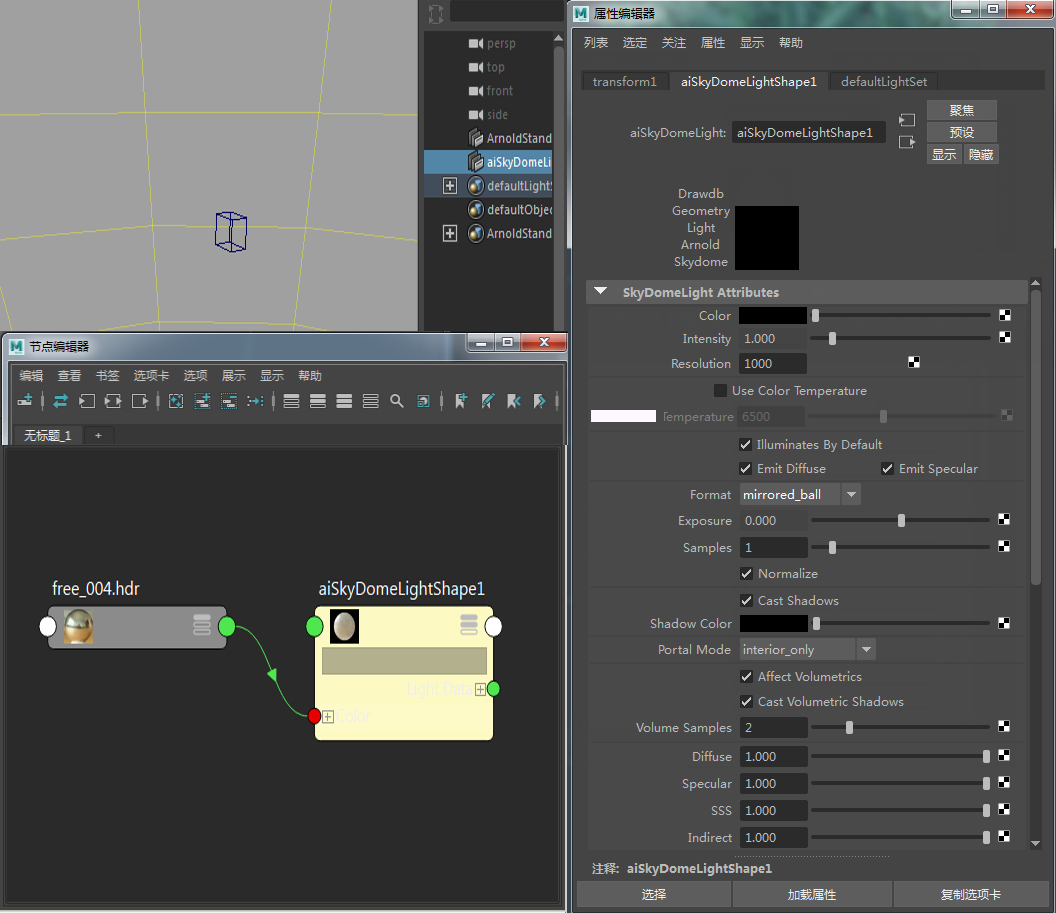 persp
top
front
side
ArnoldStand
aiSkyDomeLi
defaultLightS
defaultObjec
ArnoldStand
节点编辑器
编辑 查看 书签 选项卡 选项 展示 显示 帮助
无标题_1 +
free_004.hdr
aiSkyDomeLightShape1
Light Data
Color
属性编辑器
列表 选定 关注 属性 显示 帮助
transform1 aiSkyDomeLightShape1 defaultLightSet
aiSkyDomeLight: aiSkyDomeLightShape1
聚焦
预设
显示 隐藏
Drawdb
Geometry
Light
Arnold
Skydome
SkyDomeLight Attributes
Color
Intensity 1.000
Resolution 1000
Use Color Temperature
Temperature 6500
Illuminates By Default
Emit Diffuse Emit Specular
Format mirrored_ball
Exposure 0.000
Samples 1
Normalize
Cast Shadows
Shadow Color
Portal Mode interior_only
Affect Volumetrics
Cast Volumetric Shadows
Volume Samples 2
Diffuse 1.000
Specular 1.000
SSS 1.000
Indirect 1.000
注释: aiSkyDomeLightShape1
选择 加载属性 复制选项卡